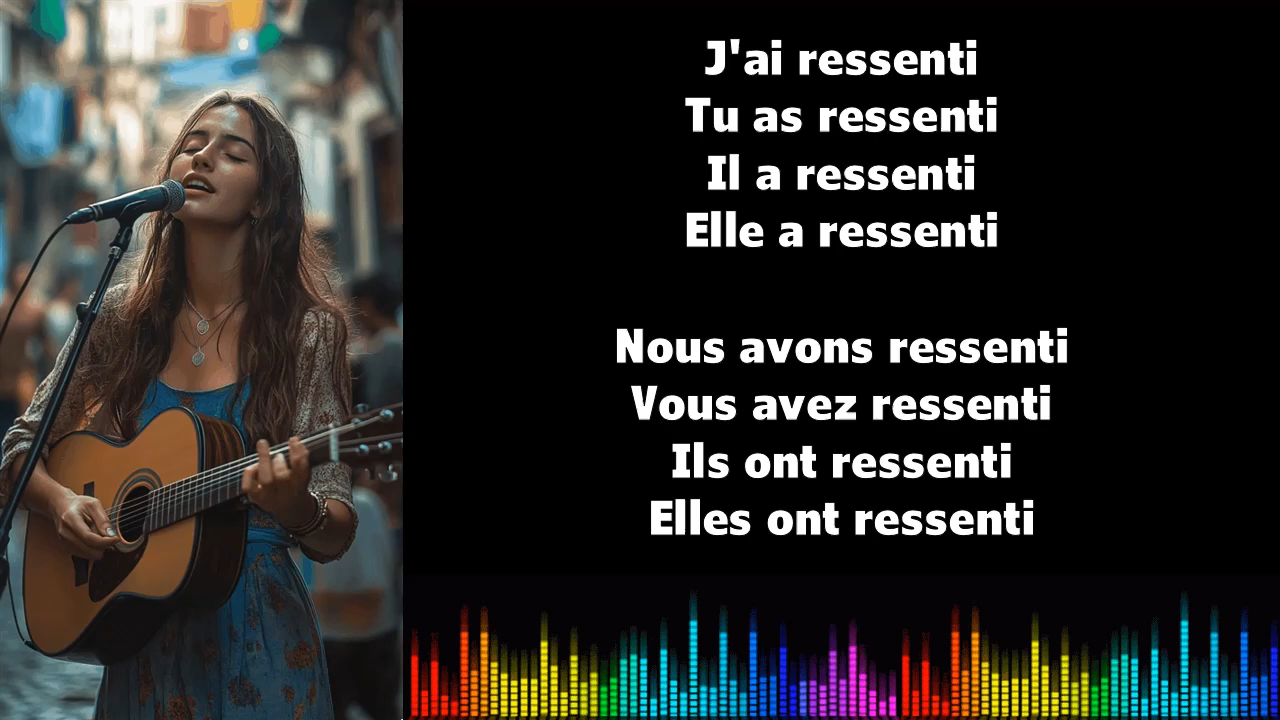 J'ai ressenti
Tu as ressenti
Il a ressenti
Elle a ressenti
Nous avons ressenti
Vous avez ressenti
Ils ont ressenti
Elles ont ressenti